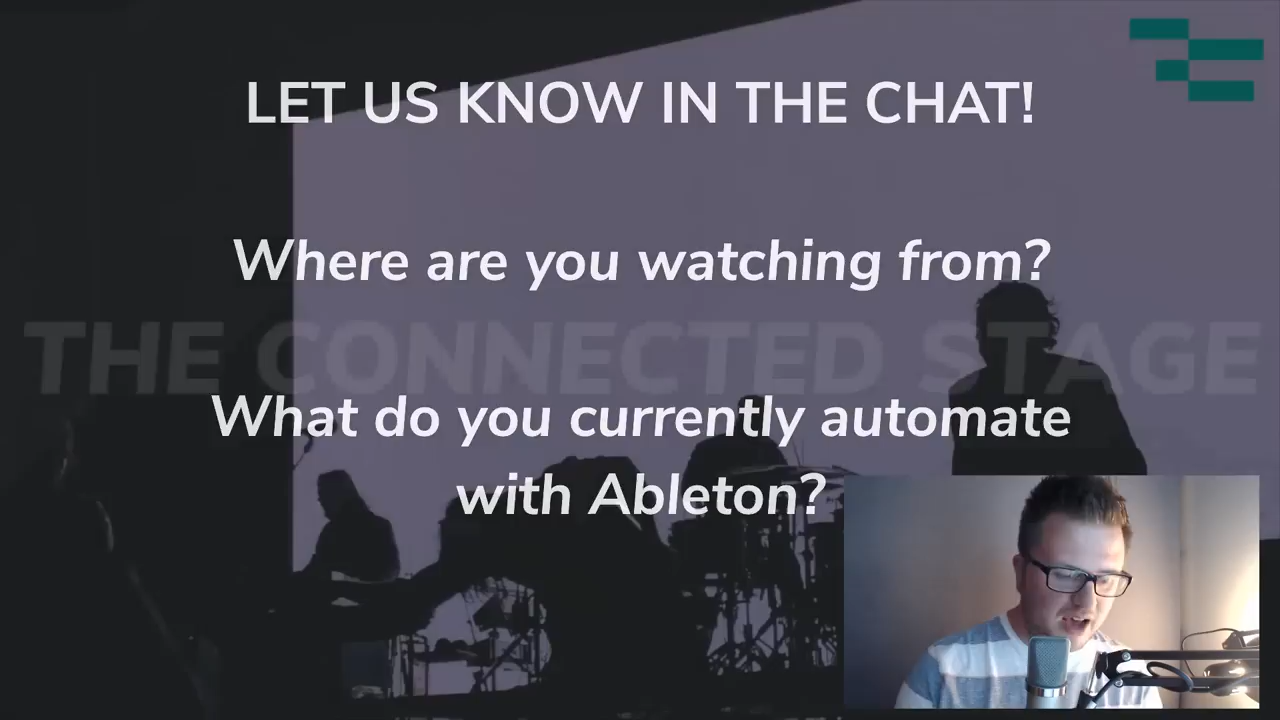 LET US KNOW IN THE CHAT!
Where are you watching from?
THE CONNECTED STAGE
What do you currently automate
with Ableton?